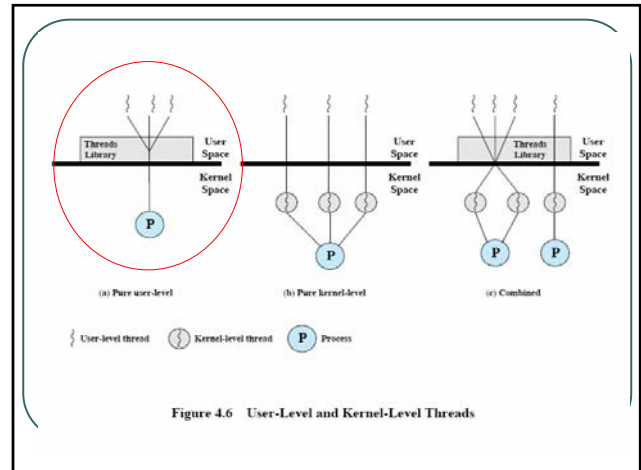 Threads
Library
User
Space
Kernel
Space
P
(a) Pure user-level
User
Space
Kernel
Space
P
(b) Pure kernel-level
Threads
Library
User
Space
Kernel
Space
P
P
(c) Combined
User-level thread
Kernel-level thread
P
Process
Figure 4.6 User-Level and Kernel-Level Threads